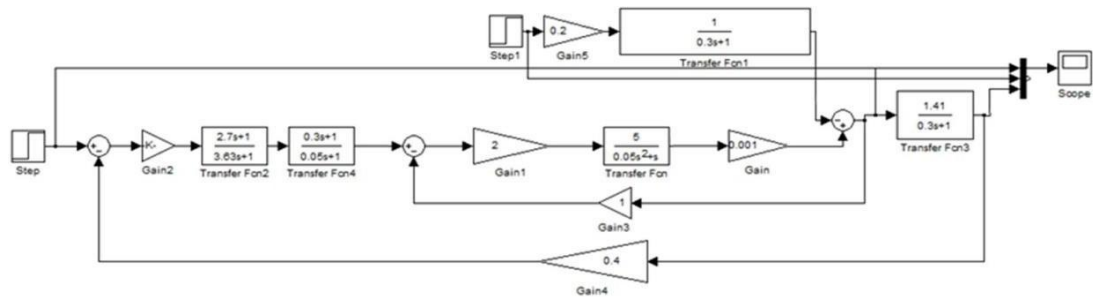 Step1
0.2
Gain5
1
0.3s+1
Transfer Fcn1
Scope
Step
+
−
K-
Gain2
2.7s+1
3.63s+1
Transfer Fcn2
0.3s+1
0.05s+1
Transfer Fcn4
+
−
2
Gain1
5
0.05s²+s
Transfer Fcn
0.001
Gain
−
+
1.41
0.3s+1
Transfer Fcn3
1
Gain3
0.4
Gain4